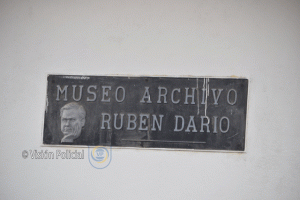 MUSEO ARCHIVO
RUBEN DARIO
© Visión Policial